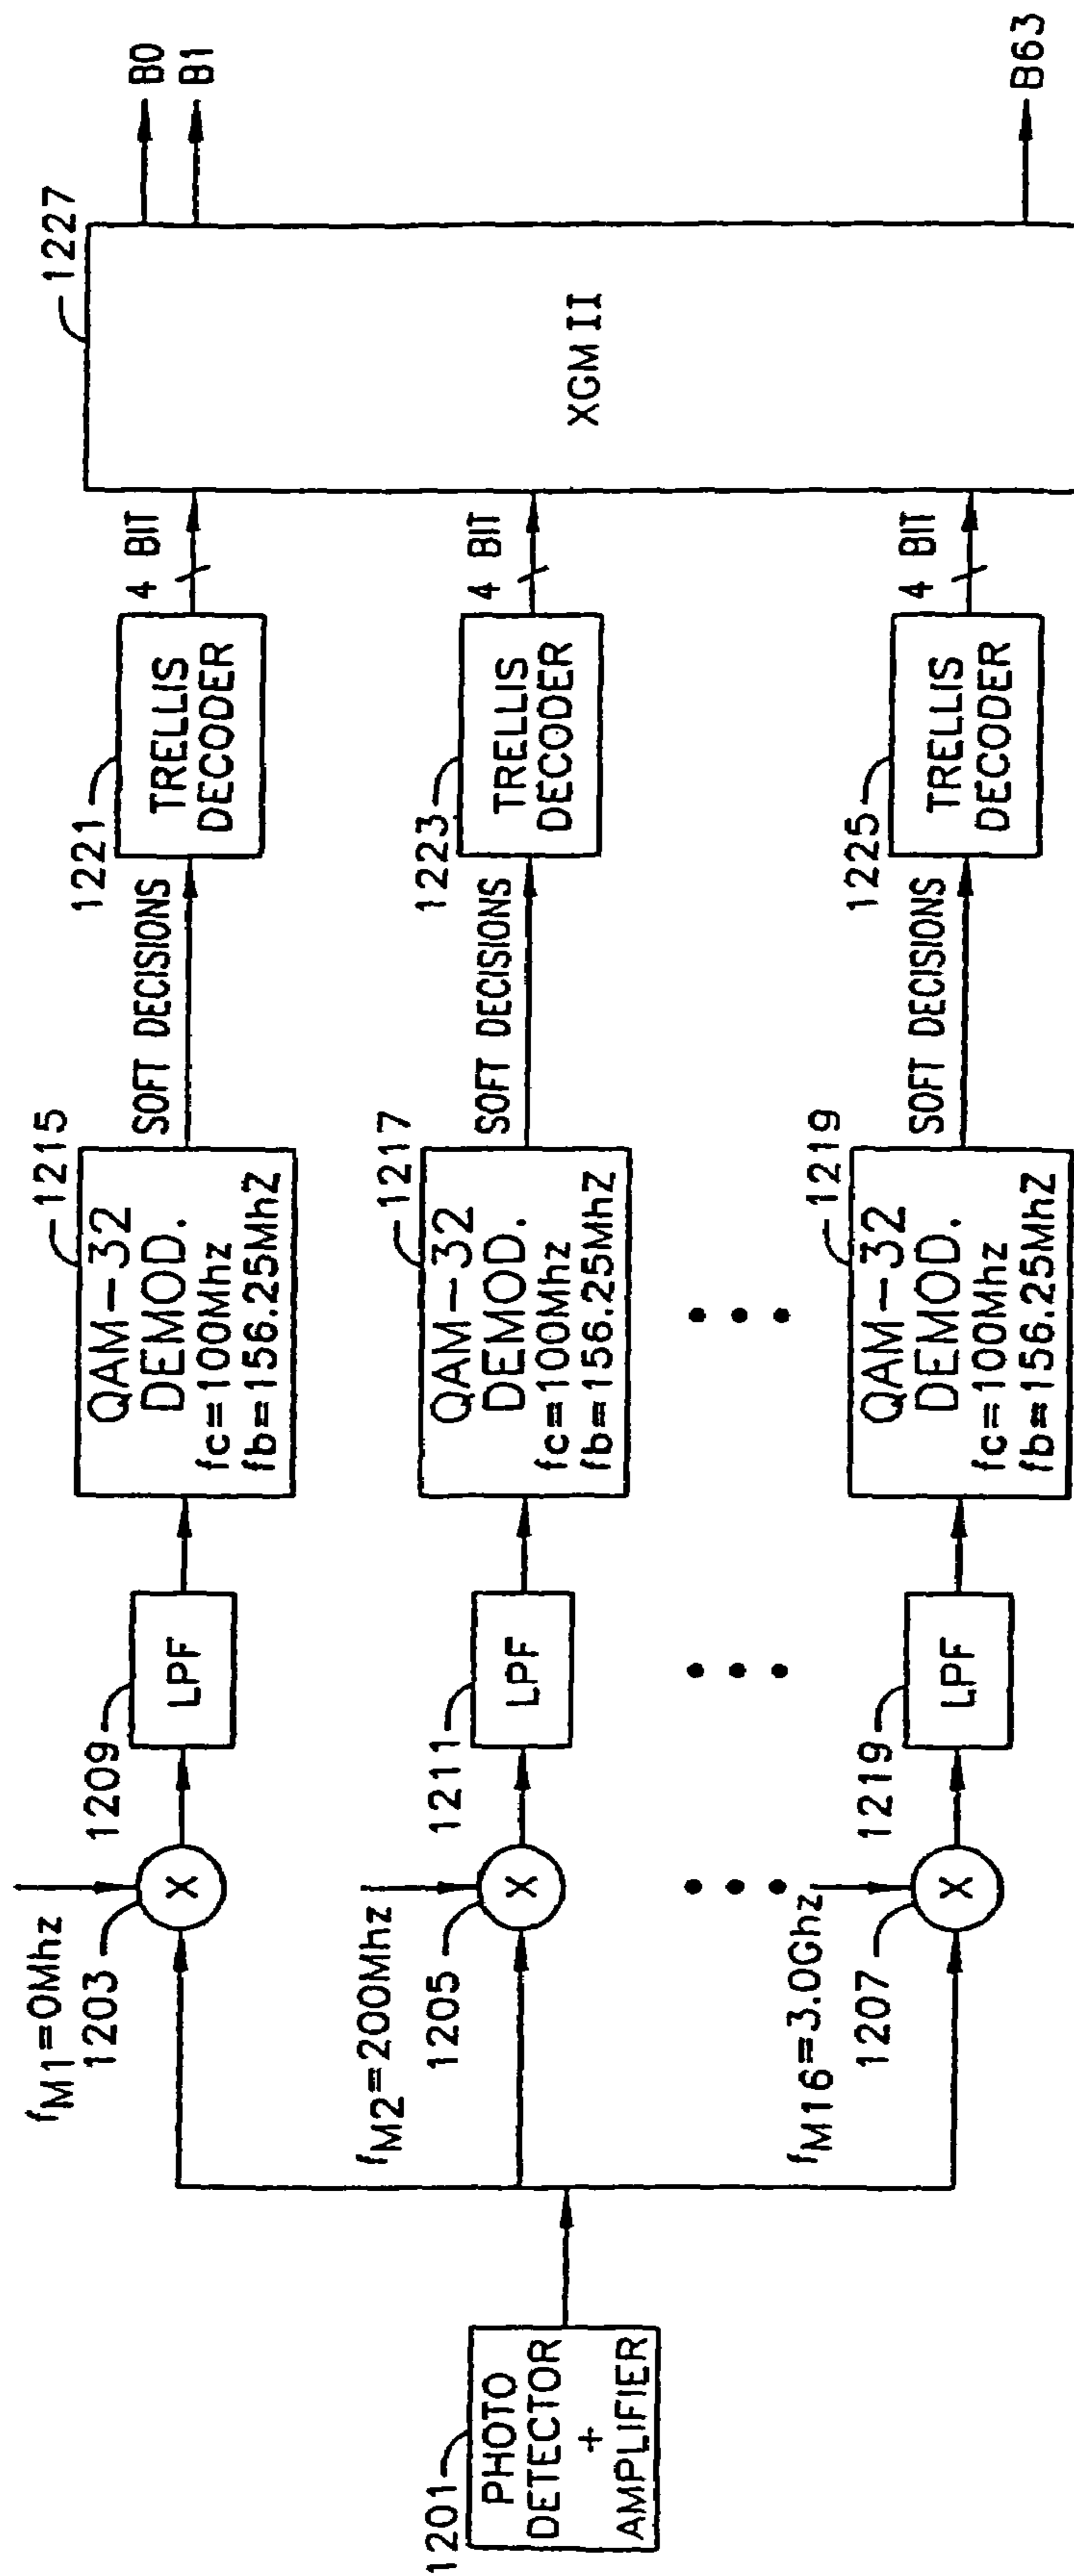 1201
PHOTO
DETECTOR
+
AMPLIFIER
fM1=0Mhz
1203
X
1209
LPF
1215
QAM-32
DEMOD.
fc=100Mhz
fb=156.25MhZ
SOFT DECISIONS
1221
TRELLIS
DECODER
4 BIT
fM2=200Mhz
1205
X
1211
LPF
1217
QAM-32
DEMOD.
fc=100Mhz
fb=156.25MhZ
SOFT DECISIONS
1223
TRELLIS
DECODER
4 BIT
fM16=3.0Ghz
1207
X
1219
LPF
1219
QAM-32
DEMOD.
fc=100Mhz
fb=156.25MhZ
SOFT DECISIONS
1225
TRELLIS
DECODER
4 BIT
1227
XGM II
B0
B1
B63